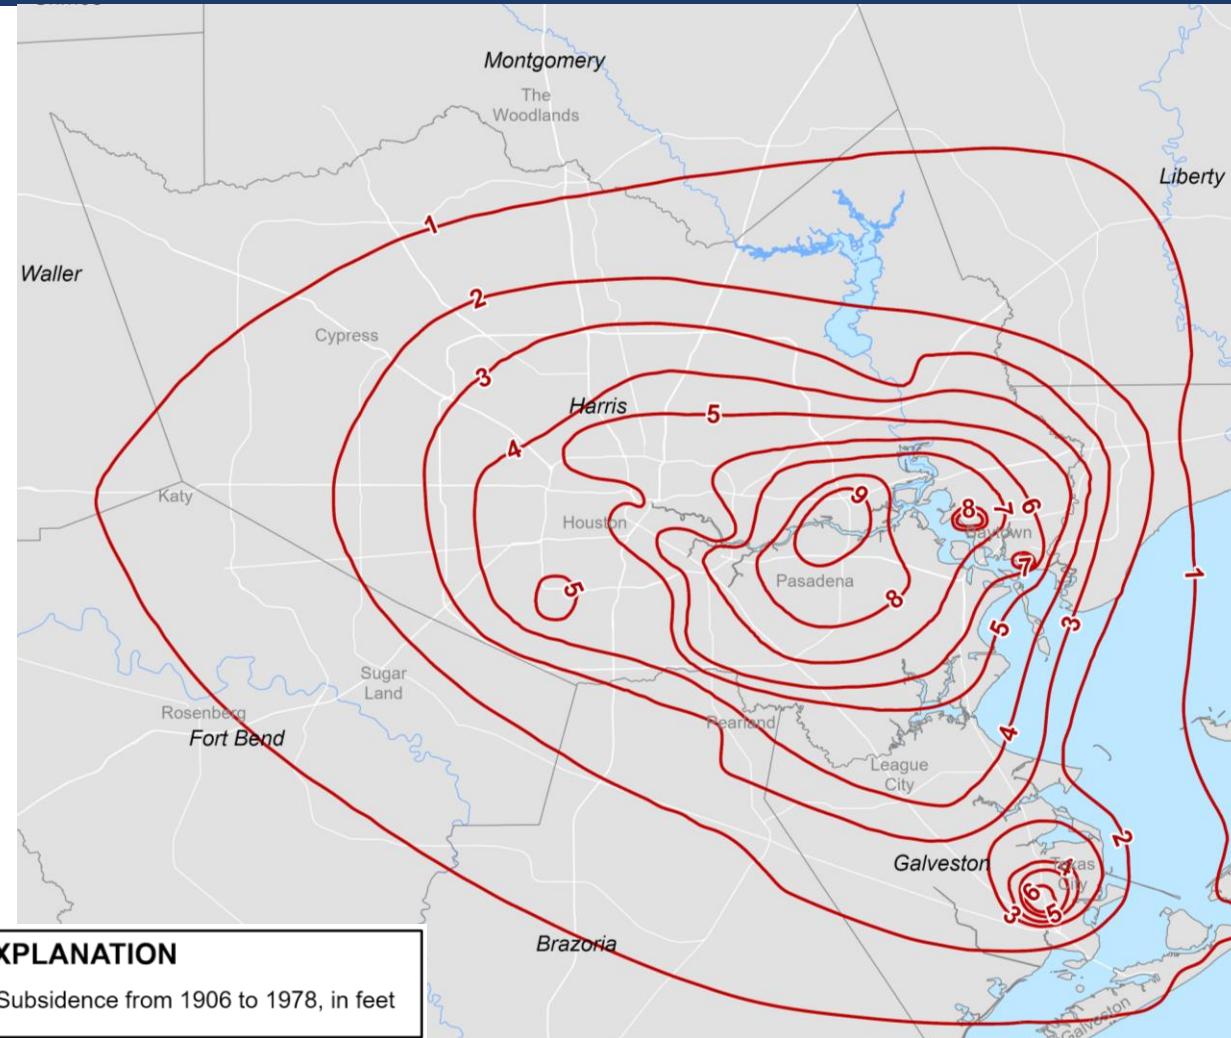 Montgomery
The
Woodlands
Liberty
1
Waller
2
Cypress
3
Harris
5
4
9
Katy
8
7
6
Houston
Baytown
7
1
Pasadena
5
8
5
3
Sugar
Land
Rosenberg
Pearland
Fort Bend
4
League
City
2
Galveston
4
Texas
City
6
3
5
Brazoria
XPLANATION
Subsidence from 1906 to 1978, in feet
Galveston